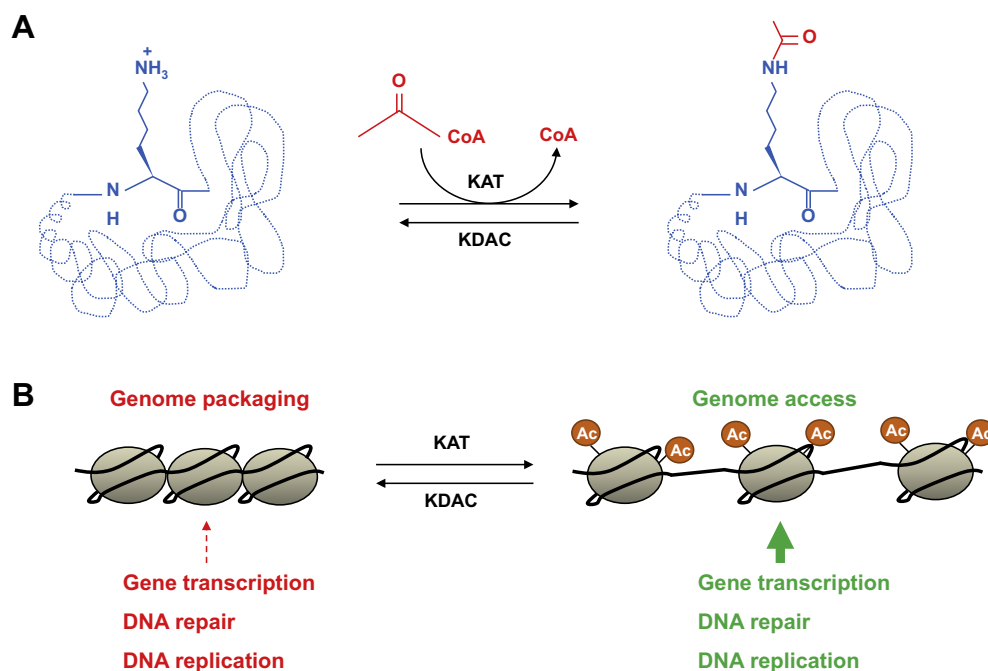 A
+
NH3
N
H
O
O
CoA
CoA
KAT
KDAC
O
NH
N
H
O
B
Genome packaging
Genome access
KAT
KDAC
Ac
Ac
Ac
Ac
Ac
Ac
Gene transcription
DNA repair
DNA replication
Gene transcription
DNA repair
DNA replication